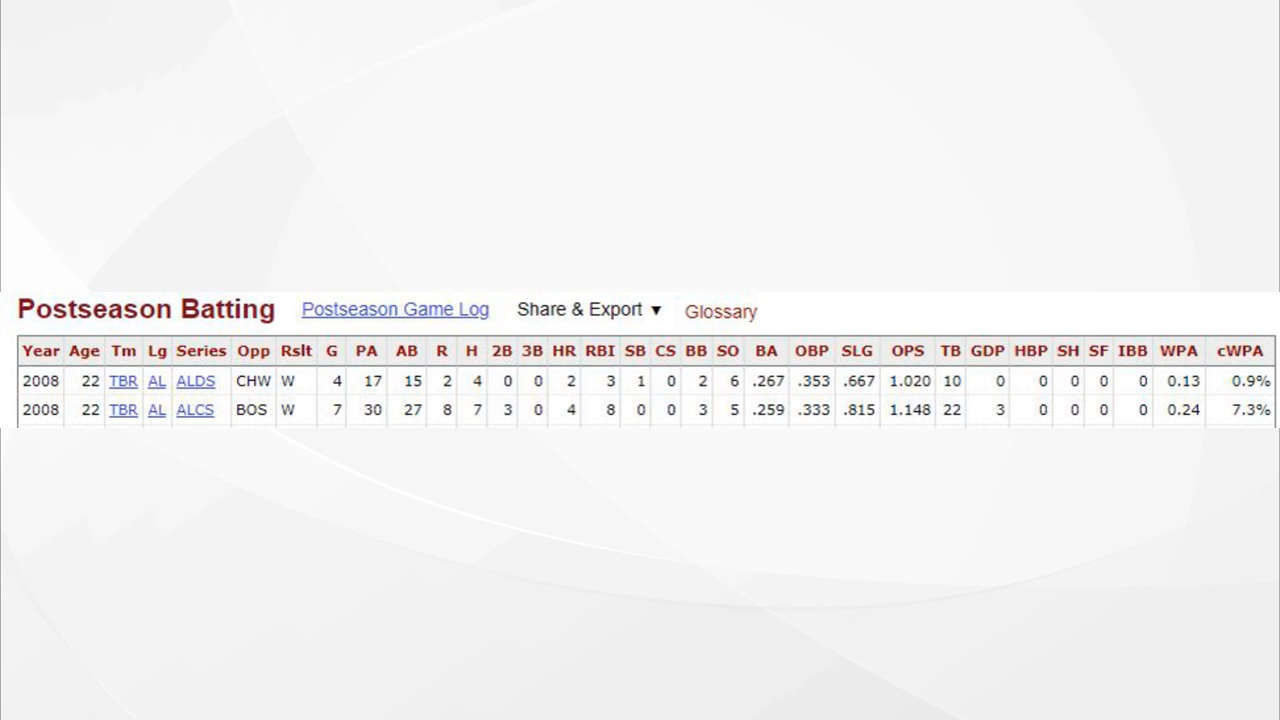 Postseason Batting Postseason Game Log Share & Export ▼ Glossary
Year Age Tm Lg Series Opp Rslt G PA AB R H 2B 3B HR RBI SB CS BB SO BA OBP SLG OPS TB GDP HBP SH SF IBB WPA cWPA
2008 22 TBR AL ALDS CHW W 4 17 15 2 4 0 0 2 3 1 0 2 6 .267 .353 .667 1.020 10 0 0 0 0 0 0.13 0.9%
2008 22 TBR AL ALCS BOS W 7 30 27 8 7 3 0 4 8 0 0 3 5 .259 .333 .815 1.148 22 3 0 0 0 0 0.24 7.3%